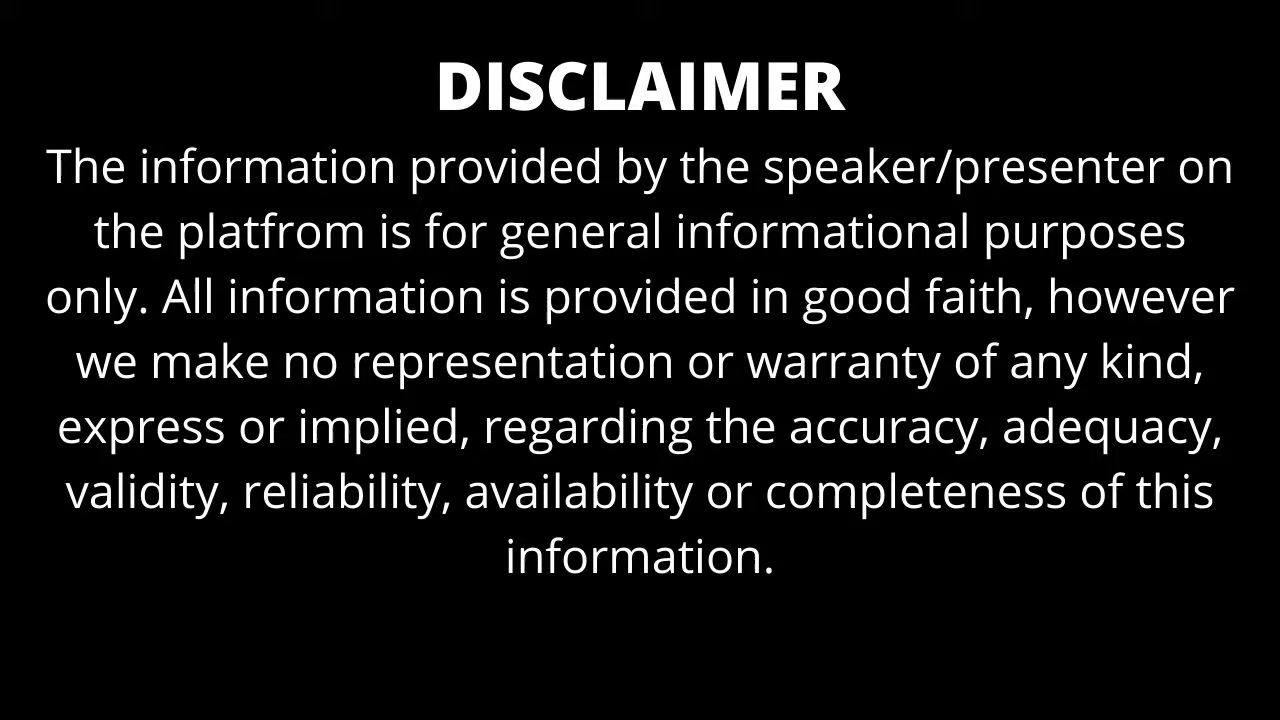 DISCLAIMER
The information provided by the speaker/presenter on
the platfrom is for general informational purposes
only. All information is provided in good faith, however
we make no representation or warranty of any kind,
express or implied, regarding the accuracy, adequacy,
validity, reliability, availability or completeness of this
information.